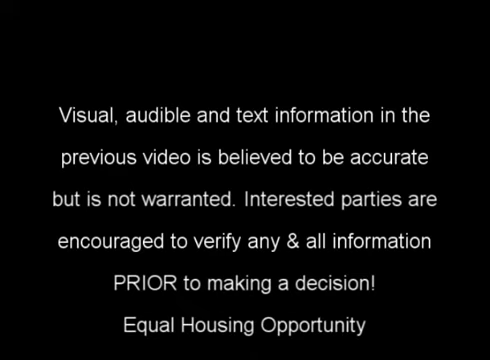 Visual, audible and text information in the
previous video is believed to be accurate
but is not warranted. Interested parties are
encouraged to verify any & all information
PRIOR to making a decision!
Equal Housing Opportunity